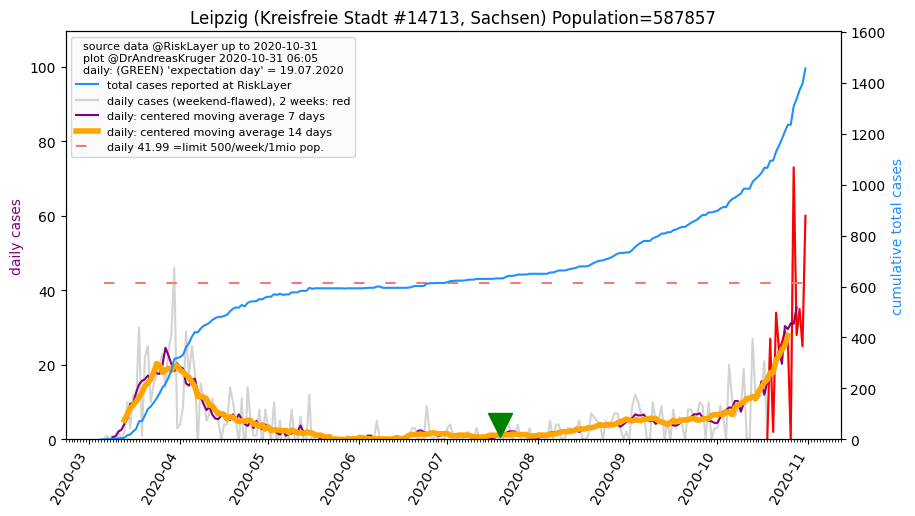 Leipzig (Kreisfreie Stadt #14713, Sachsen) Population=587857
source data @RiskLayer up to 2020-10-31
plot @DrAndreasKruger 2020-10-31 06:05
daily: (GREEN) 'expectation day' = 19.07.2020
total cases reported at RiskLayer
daily cases (weekend-flawed), 2 weeks: red
daily: centered moving average 7 days
daily: centered moving average 14 days
daily 41.99 =limit 500/week/1mio pop.
daily cases
100
80
60
40
20
0
cumulative total cases
1600
1400
1200
1000
800
600
400
200
0
2020-03
2020-04
2020-05
2020-06
2020-07
2020-08
2020-09
2020-10
2020-11